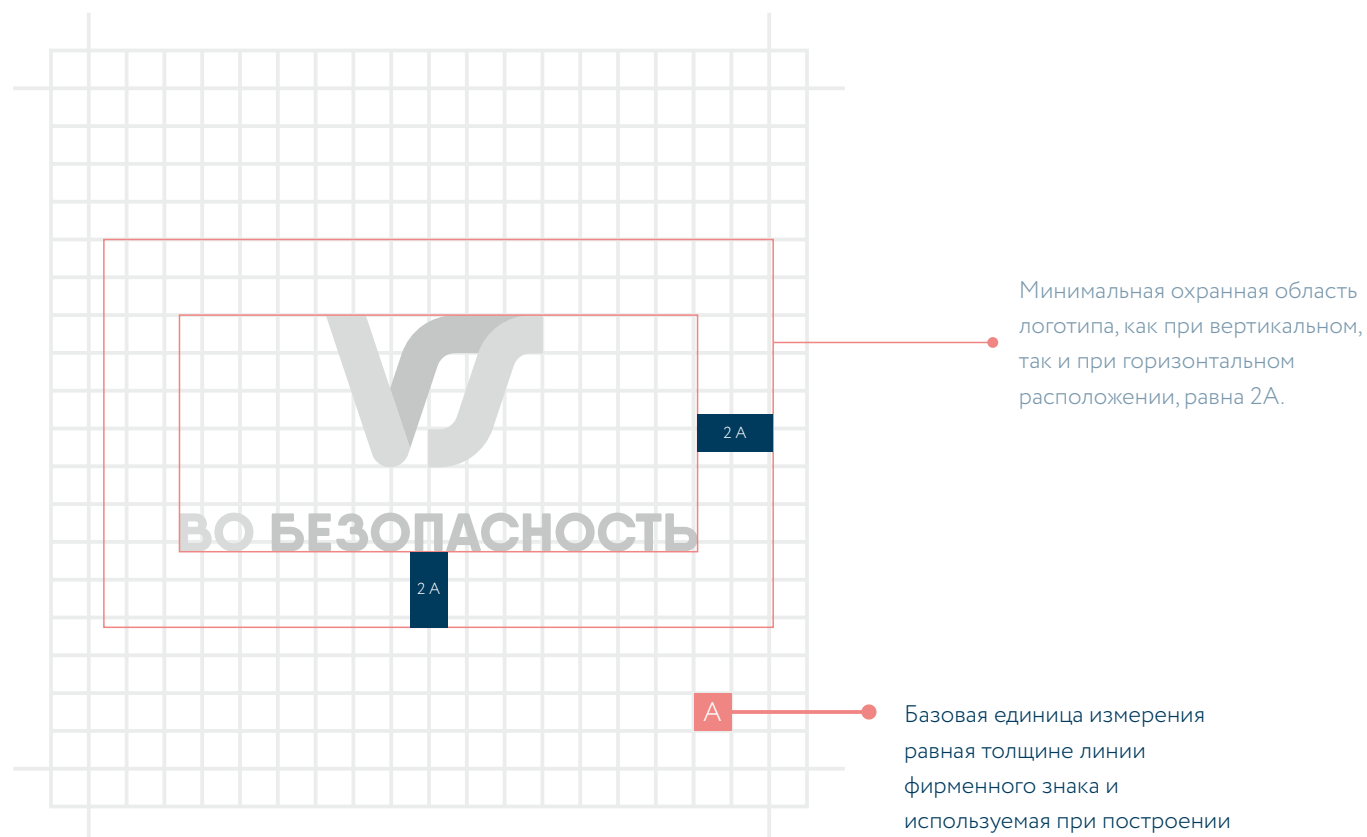 Минимальная охранная область
логотипа, как при вертикальном,
так и при горизонтальном
расположении, равна 2А.
2 А
ВО БЕЗОПАСНОСТЬ
2 А
А
Базовая единица измерения
равная толщине линии
фирменного знака и
используемая при построении